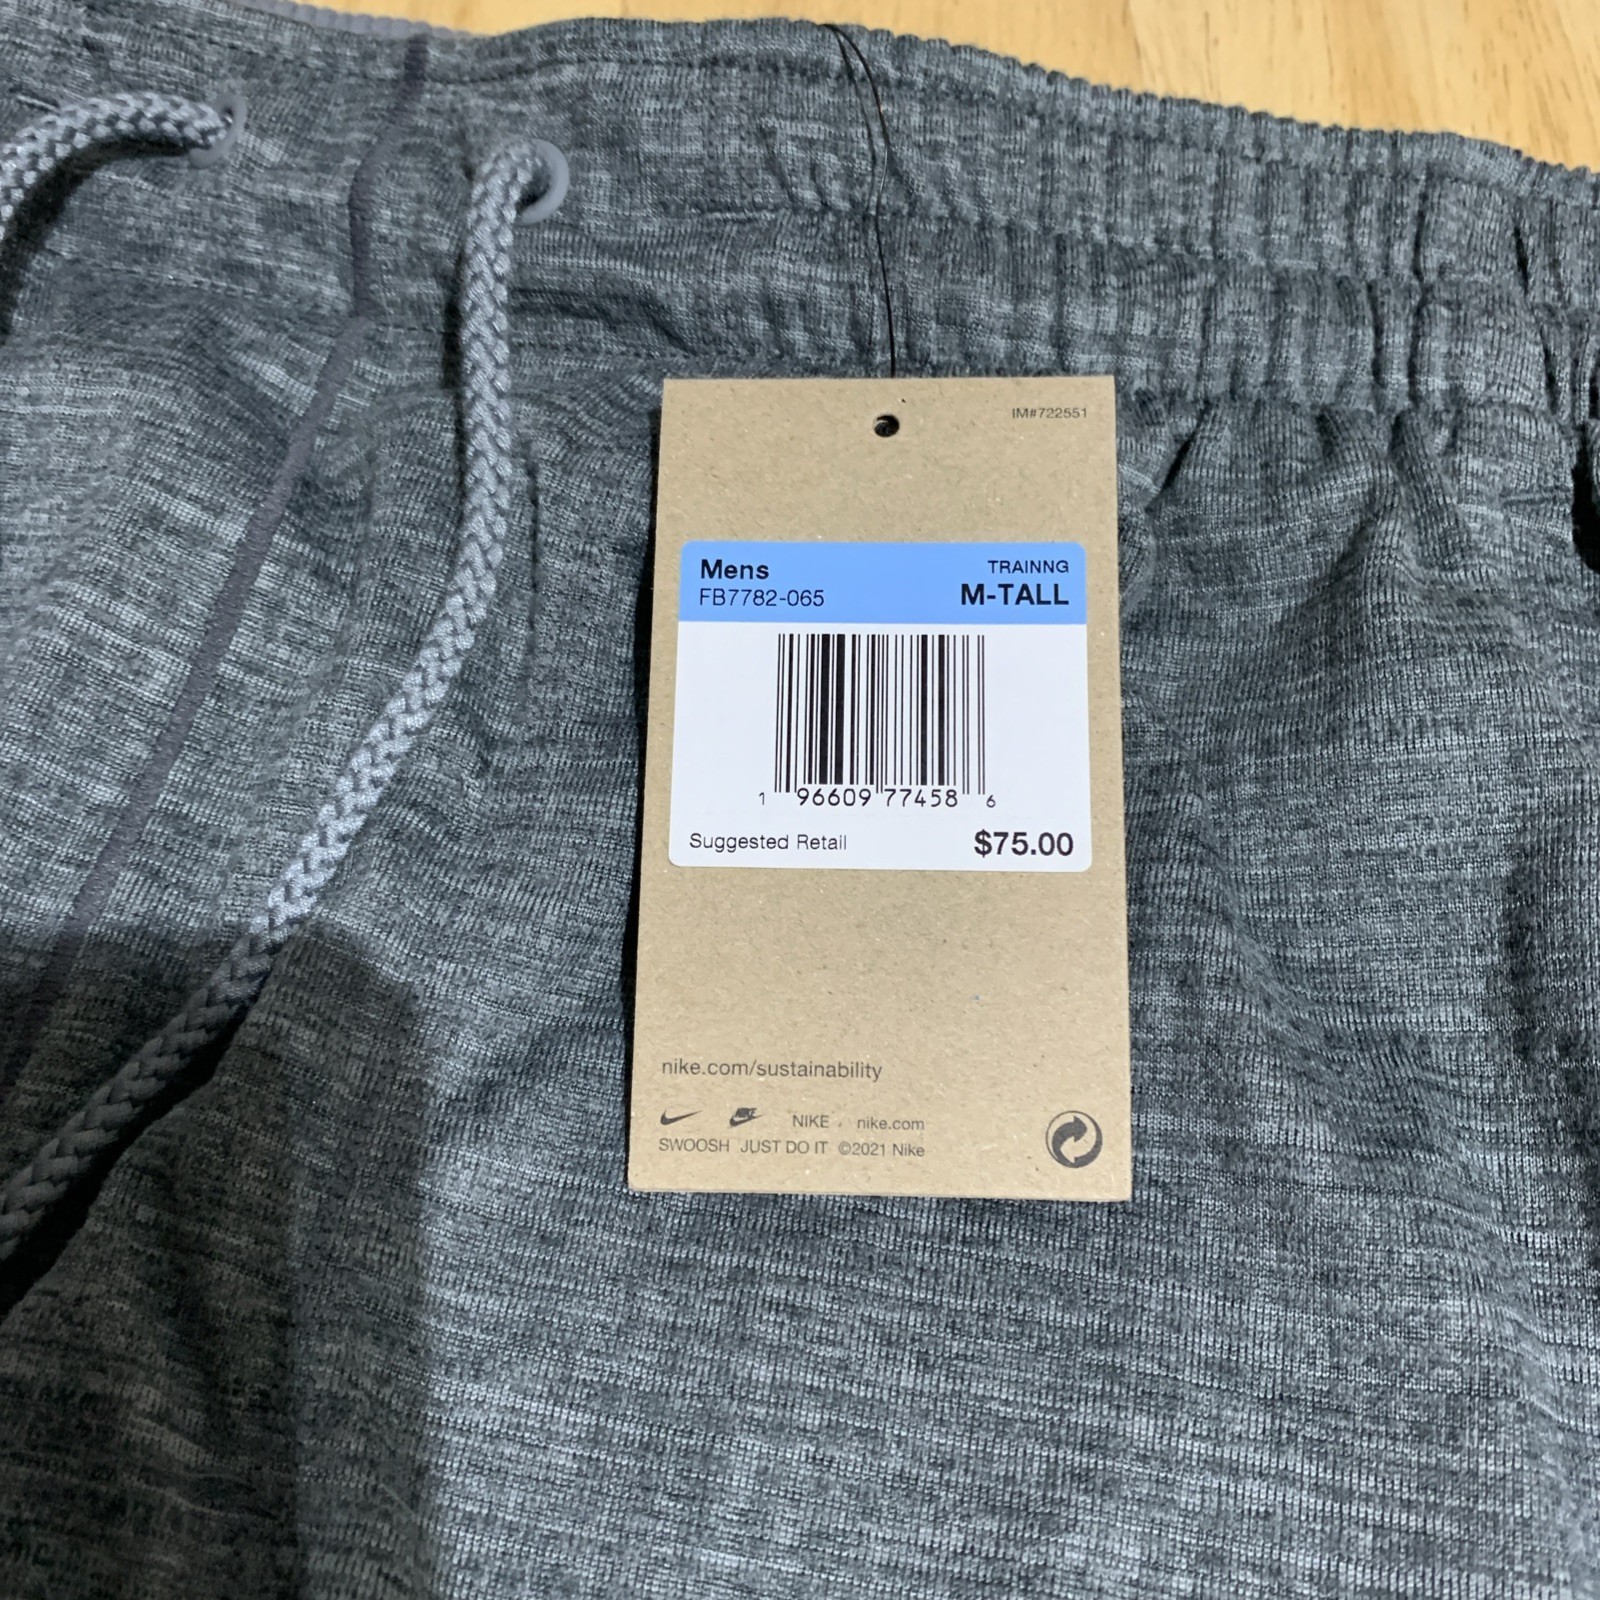 IM#722551
Mens TRAINNG
FB7782-065 M-TALL
1 96609 77458 6
Suggested Retail $75.00
nike.com/sustainability
NIKE, nike.com
SWOOSH JUST DO IT ©2021 Nike